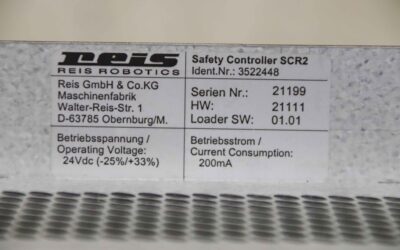 reis
REIS ROBOTICS
Reis GmbH & Co.KG
Maschinenfabrik
Walter-Reis-Str. 1
D-63785 Obernburg/M.
Safety Controller SCR2
Ident.Nr.: 3522448
Serien Nr.: 21199
HW: 21111
Loader SW: 01.01
Betriebsspannung /
Operating Voltage:
24Vdc (-25%/+33%)
Betriebsstrom /
Current Consumption:
200mA